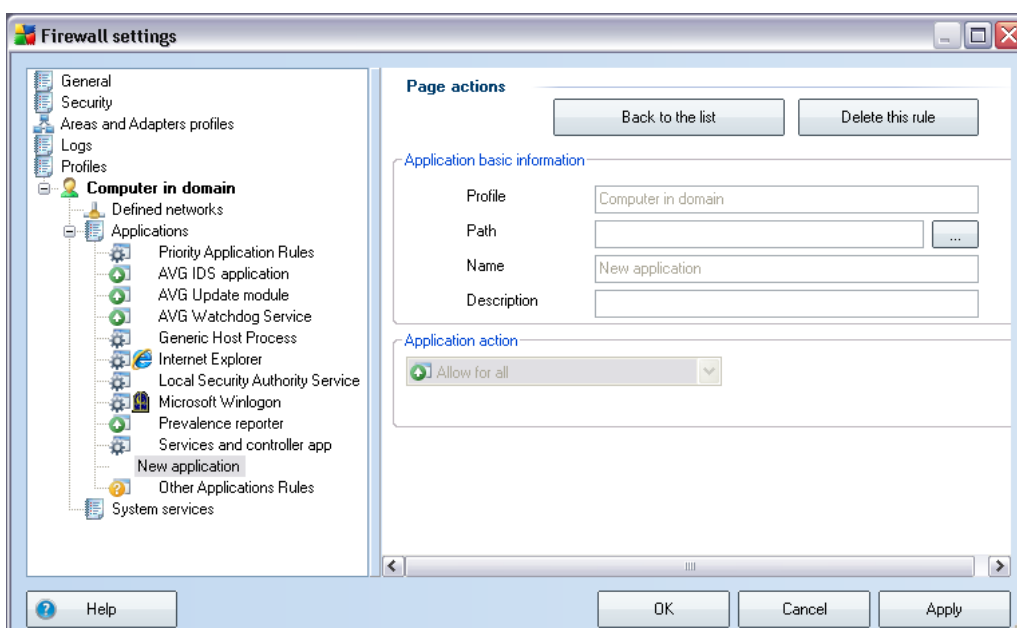 Firewall settings
General
Security
Areas and Adapters profiles
Logs
Profiles
Computer in domain
Defined networks
Applications
Priority Application Rules
AVG IDS application
AVG Update module
AVG Watchdog Service
Generic Host Process
Internet Explorer
Local Security Authority Service
Microsoft Winlogon
Prevalence reporter
Services and controller app
New application
Other Applications Rules
System services
Page actions
Back to the list
Delete this rule
Application basic information
Profile
Computer in domain
Path
...
Name
New application
Description
Application action
Allow for all
Help
OK
Cancel
Apply